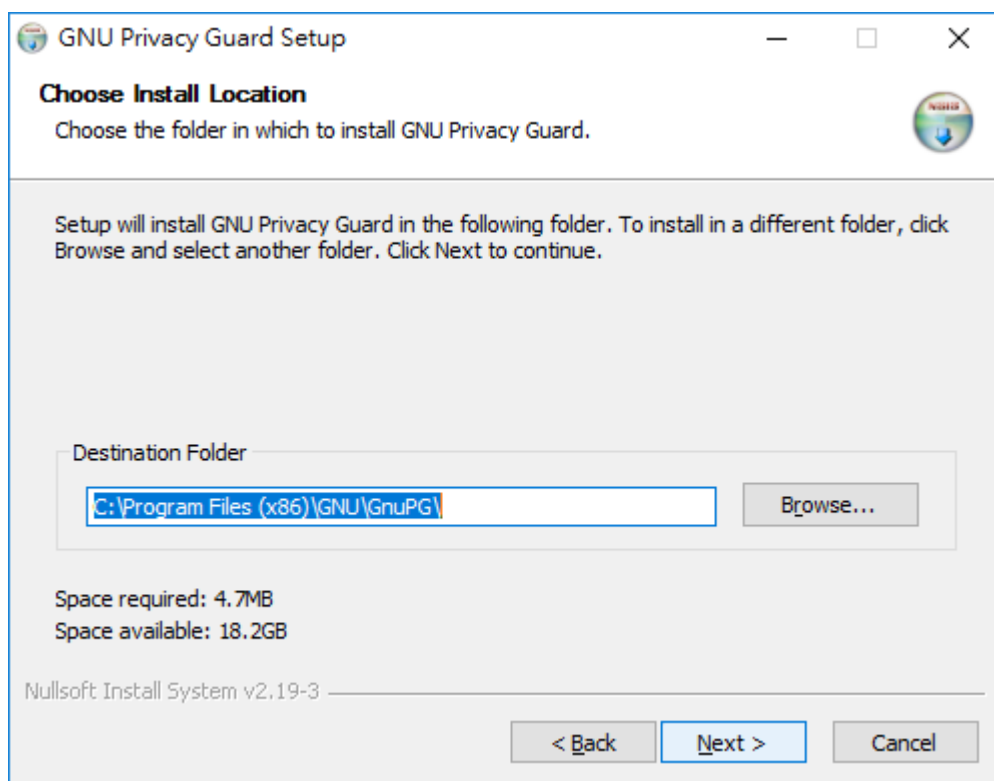 GNU Privacy Guard Setup
Choose Install Location
Choose the folder in which to install GNU Privacy Guard.
NSIS
Setup will install GNU Privacy Guard in the following folder. To install in a different folder, click
Browse and select another folder. Click Next to continue.
Destination Folder
C:\Program Files (x86)\GNU\GnuPG\
Browse...
Space required: 4.7MB
Space available: 18.2GB
Nullsoft Install System v2.19-3
< Back
Next >
Cancel